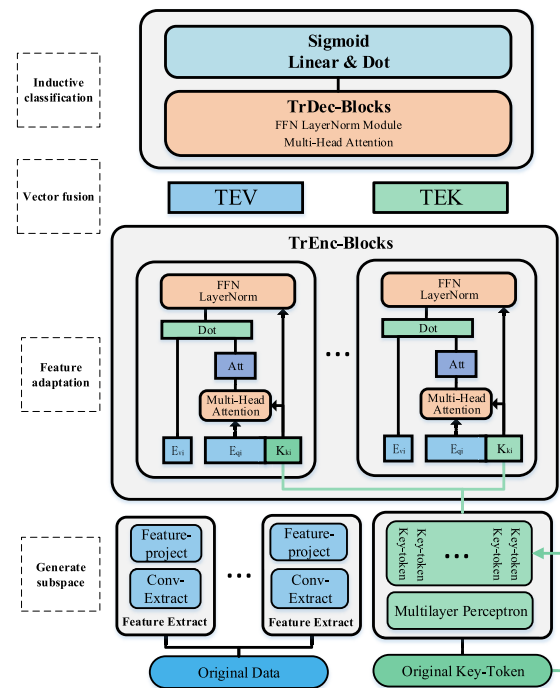 Inductive
classification
Sigmoid
Linear & Dot
TrDec-Blocks
FFN LayerNorm Module
Multi-Head Attention
Vector fusion
TEV
TEK
TrEnc-Blocks
Feature
adaptation
FFN
LayerNorm
Dot
Att
Multi-Head
Attention
Evi
Eqi
Kki
...
FFN
LayerNorm
Dot
Att
Multi-Head
Attention
Evi
Eqi
Kki
Generate
subspace
Feature-
project
Conv-
Extract
Feature Extract
...
Feature-
project
Conv-
Extract
Feature Extract
Original Data
Key-token
Key-token
...
Key-token
Key-token
Multilayer Perceptron
Original Key-Token